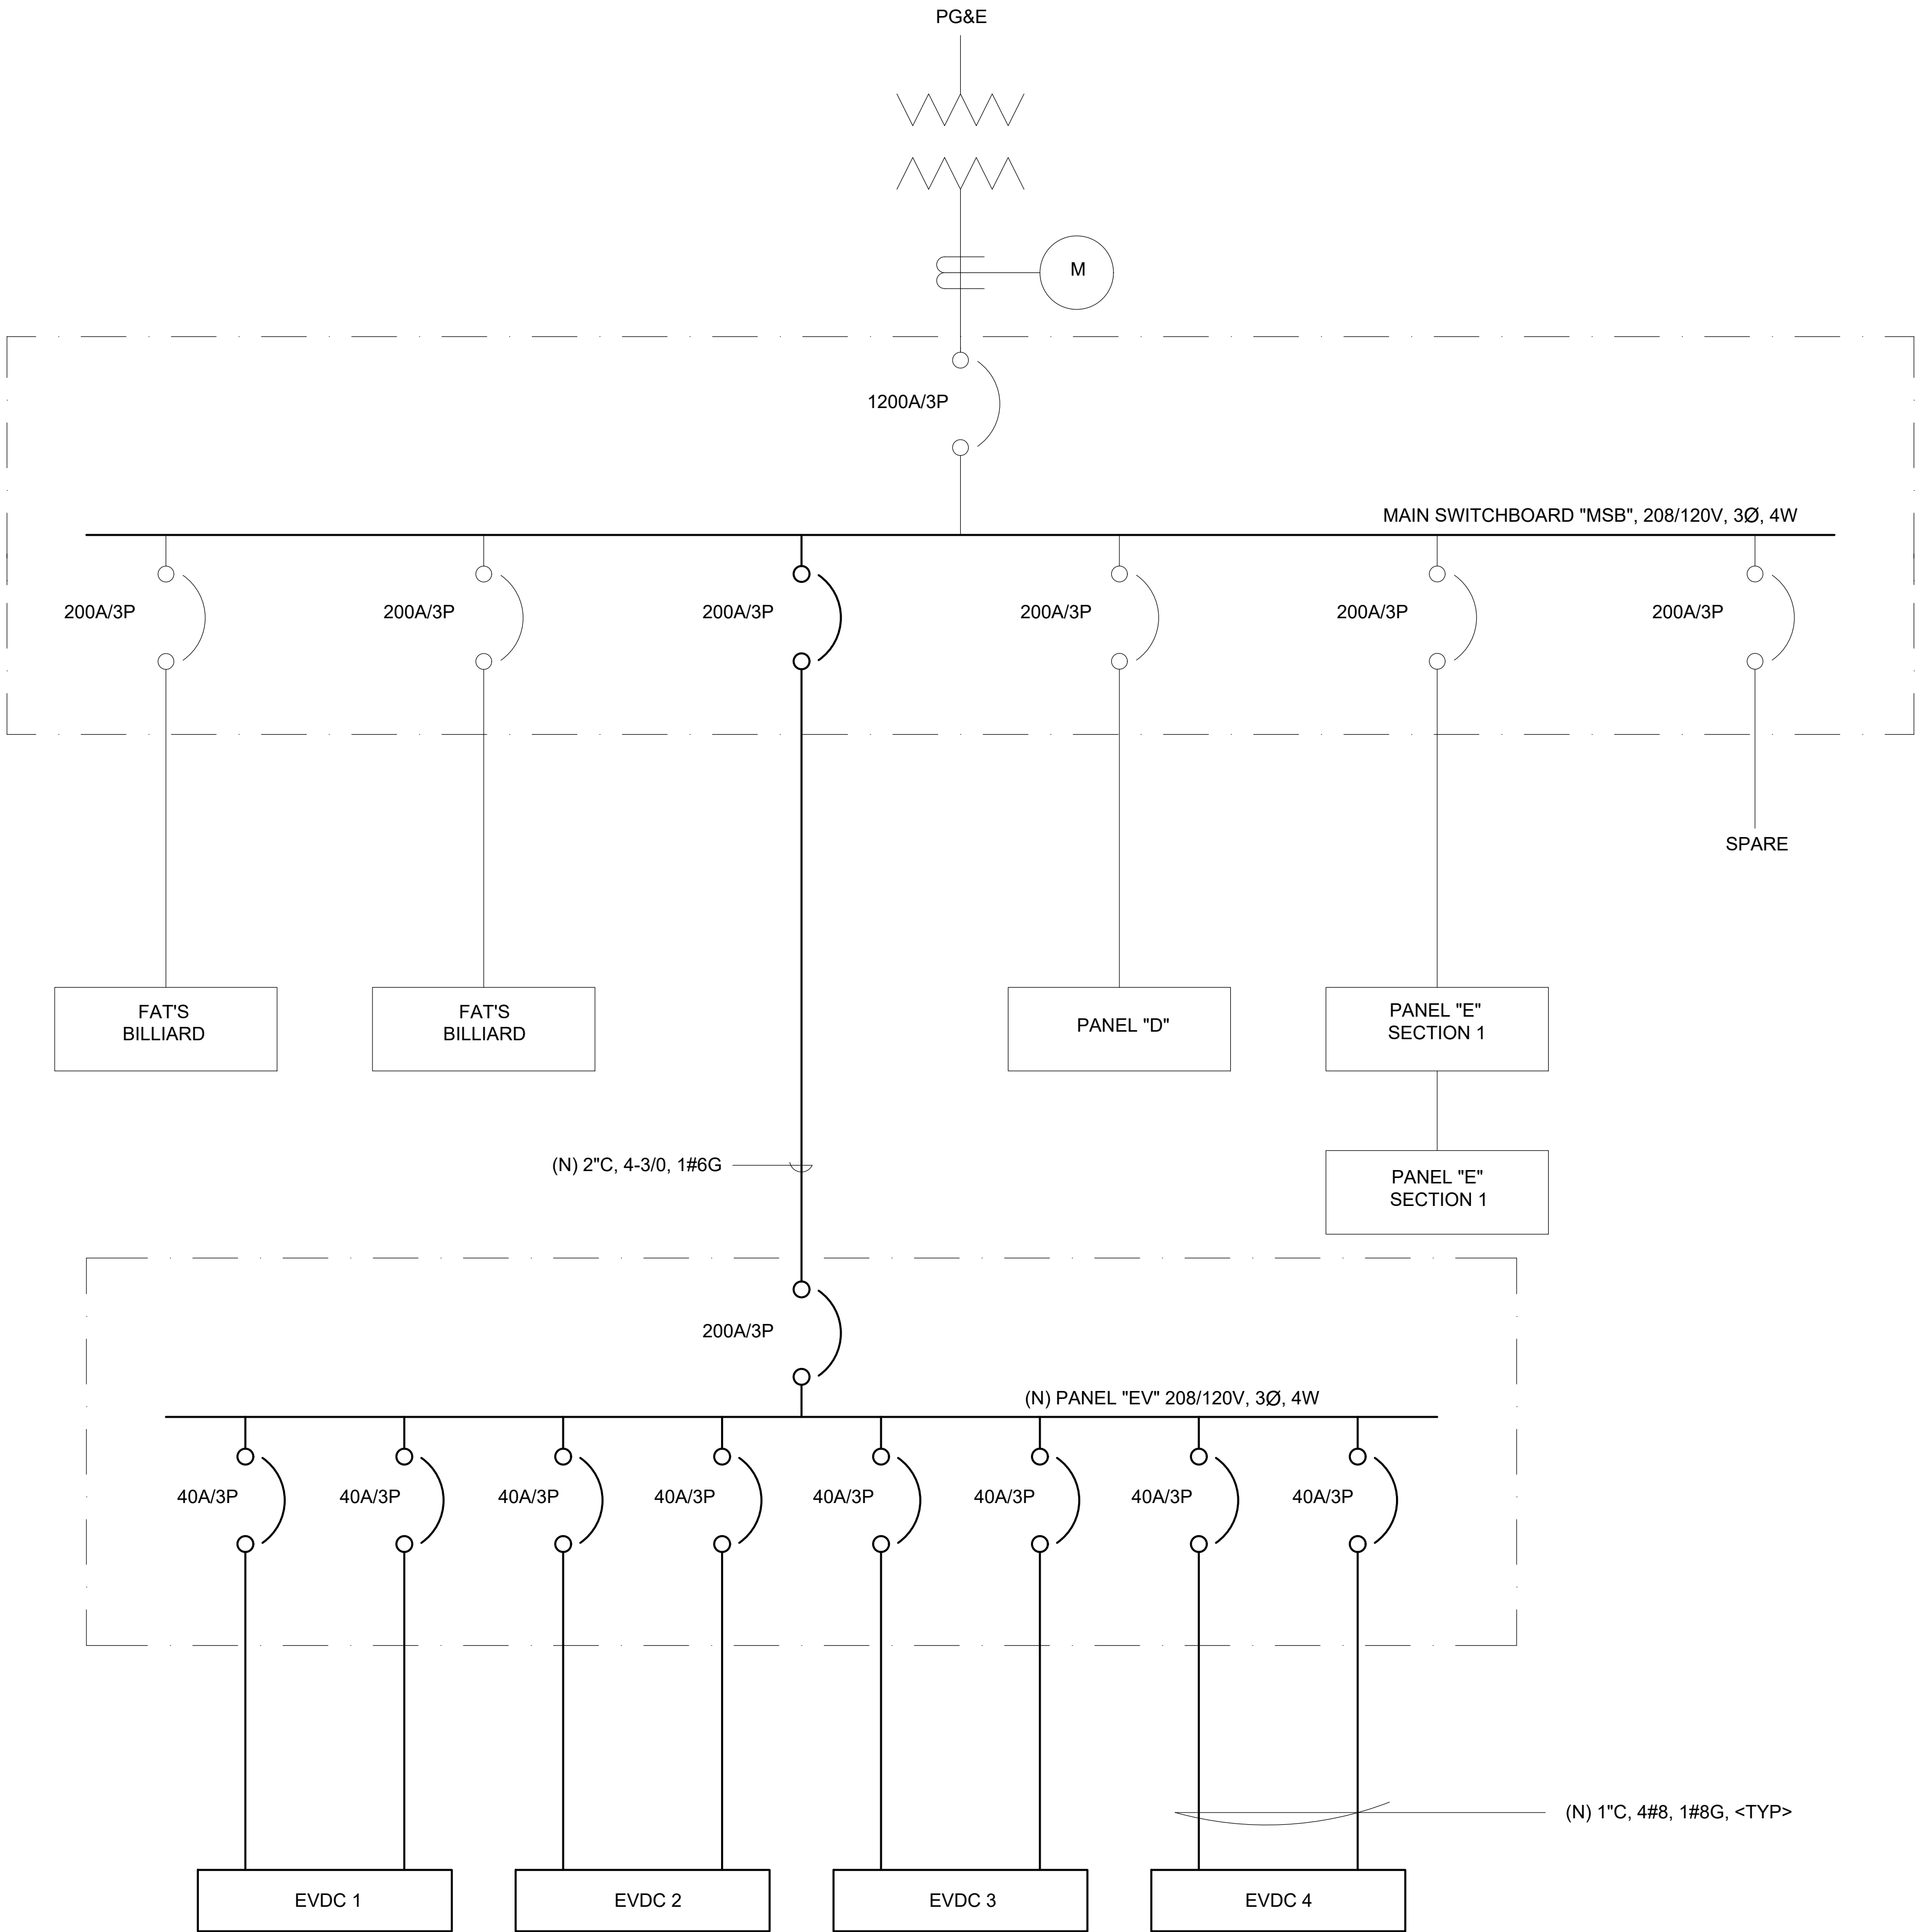 PG&E
M
1200A/3P
MAIN SWITCHBOARD "MSB", 208/120V, 3Ø, 4W
200A/3P
200A/3P
200A/3P
200A/3P
200A/3P
200A/3P
SPARE
FAT'S
BILLIARD
FAT'S
BILLIARD
PANEL "D"
PANEL "E"
SECTION 1
(N) 2"C, 4-3/0, 1#6G
PANEL "E"
SECTION 1
200A/3P
(N) PANEL "EV" 208/120V, 3Ø, 4W
40A/3P
40A/3P
40A/3P
40A/3P
40A/3P
40A/3P
40A/3P
40A/3P
(N) 1"C, 4#8, 1#8G, <TYP>
EVDC 1
EVDC 2
EVDC 3
EVDC 4